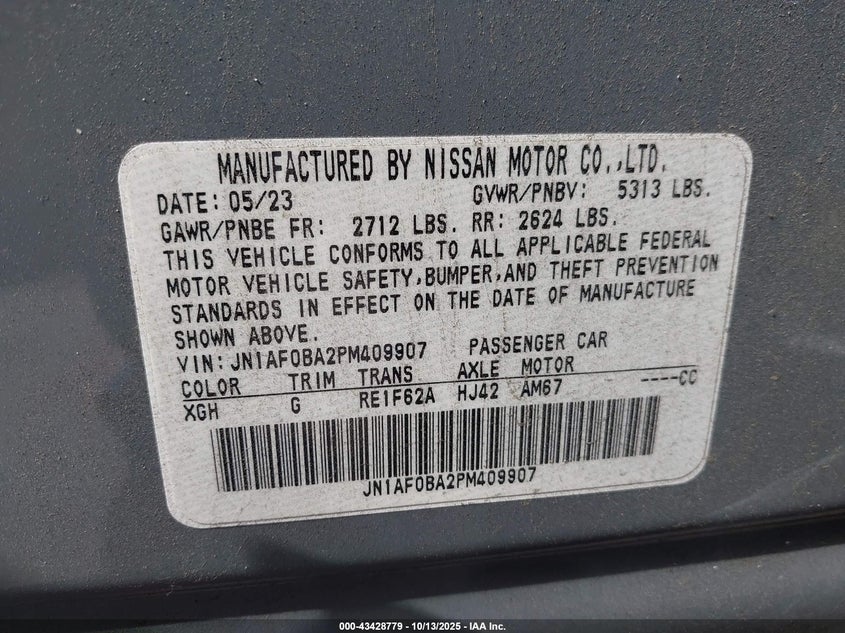 MANUFACTURED BY NISSAN MOTOR CO.,LTD.
DATE: 05/23 GVWR/PNBV: 5313 LBS.
GAWR/PNBE FR: 2712 LBS. RR: 2624 LBS.
THIS VEHICLE CONFORMS TO ALL APPLICABLE FEDERAL
MOTOR VEHICLE SAFETY,BUMPER,AND THEFT PREVENTION
STANDARDS IN EFFECT ON THE DATE OF MANUFACTURE
SHOWN ABOVE.
VIN: JN1AF0BA2PM409907 PASSENGER CAR
COLOR TRIM TRANS AXLE MOTOR
XGH G RE1F62A HJ42 AM67 ----CC
JN1AF0BA2PM409907
000-43428779 | 10/13/2025 | IAA Inc.